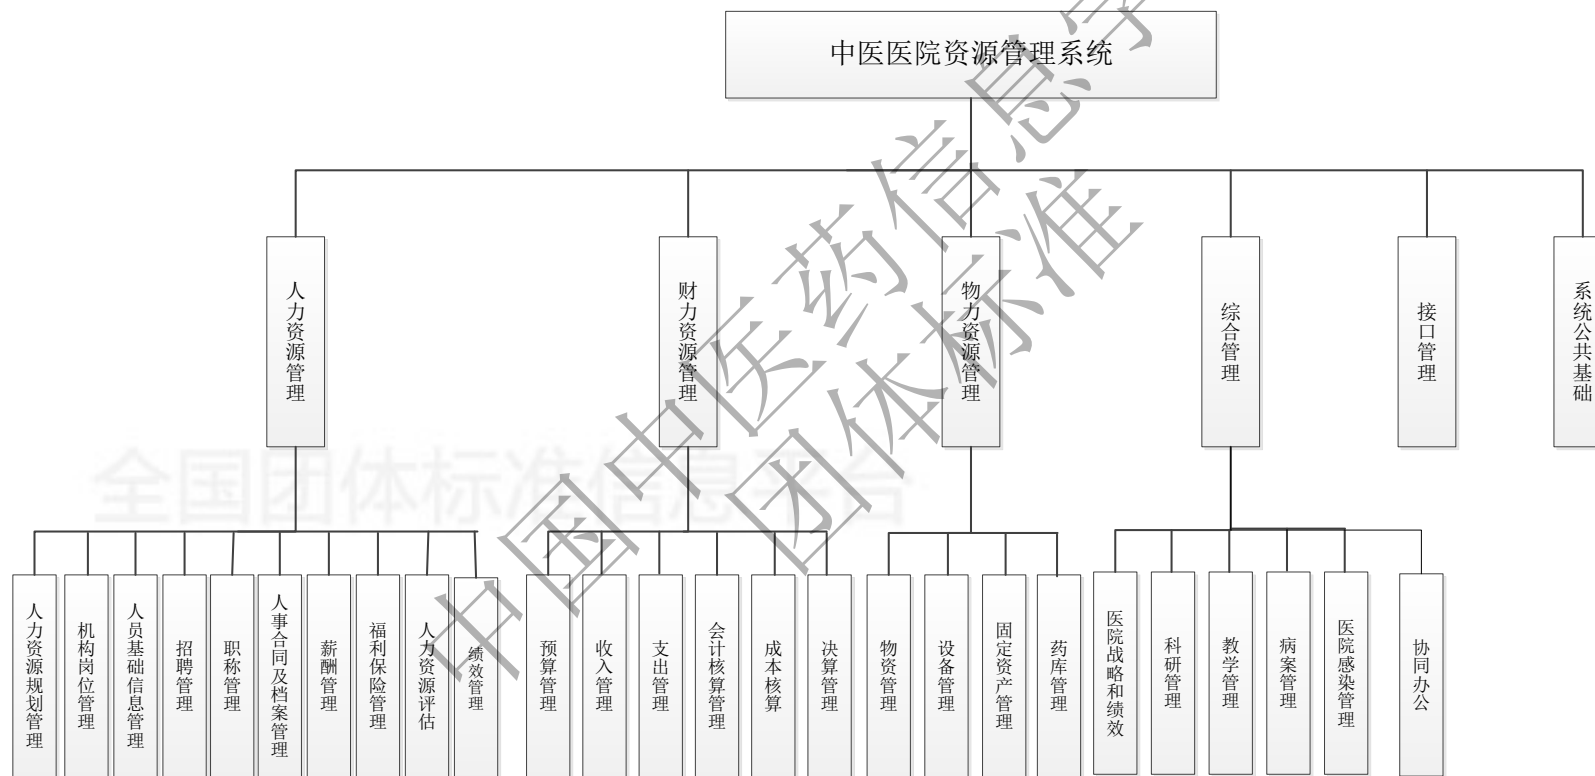 中医医院资源管理系统
人力资源管理
财力资源管理
物力资源管理
综合管理
接口管理
系统公共基础
人力资源规划管理
机构岗位管理
人员基础信息管理
招聘管理
职称管理
人事合同及档案管理
薪酬管理
福利保险管理
人力资源评估
绩效管理
预算管理
收入管理
支出管理
会计核算管理
成本核算
决算管理
物资管理
设备管理
固定资产管理
药库管理
医院战略和绩效
科研管理
教学管理
病案管理
医院感染管理
协同办公
中国中医药信息学
团体标准
全国团体标准信息平台